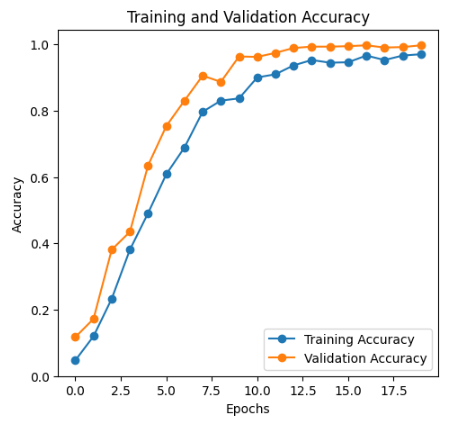 Training and Validation Accuracy
1.0
0.8
0.6
0.4
0.2
0.0
Accuracy
Training Accuracy
Validation Accuracy
0.0 2.5 5.0 7.5 10.0 12.5 15.0 17.5
Epochs